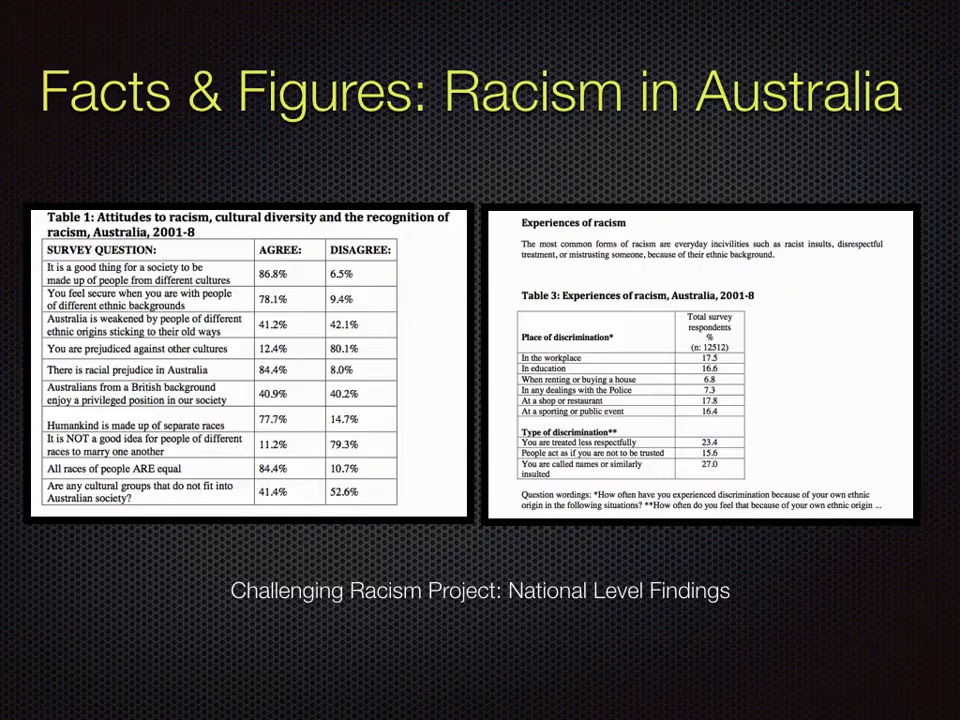 Facts & Figures: Racism in Australia
Table 1: Attitudes to racism, cultural diversity and the recognition of
racism, Australia, 2001-8
SURVEY QUESTION: AGREE: DISAGREE:
It is a good thing for a society to be
made up of people from different cultures 86.8% 6.5%
You feel secure when you are with people
of different ethnic backgrounds 78.1% 9.4%
Australia is weakened by people of different
ethnic origins sticking to their old ways 41.2% 42.1%
You are prejudiced against other cultures 12.4% 80.1%
There is racial prejudice in Australia 84.4% 8.0%
Australians from a British background
enjoy a privileged position in our society 40.9% 40.2%
Humankind is made up of separate races 77.7% 14.7%
It is NOT a good idea for people of different
races to marry one another 11.2% 79.3%
All races of people ARE equal 84.4% 10.7%
Are any cultural groups that do not fit into
Australian society? 41.4% 52.6%
Experiences of racism
The most common forms of racism are everyday incivilities such as racist insults, disrespectful
treatment, or mistrusting someone, because of their ethnic background.
Table 3: Experiences of racism, Australia, 2001-8
Total survey
respondents
%
Place of discrimination* (n: 12512)
In the workplace 17.5
In education 16.6
When renting or buying a house 6.8
In any dealings with the Police 7.3
At a shop or restaurant 17.8
At a sporting or public event 16.4
Type of discrimination**
You are treated less respectfully 23.4
People act as if you are not to be trusted 15.6
You are called names or similarly
insulted 27.0
Question wordings: *How often have you experienced discrimination because of your own ethnic
origin in the following situations? **How often do you feel that because of your own ethnic origin ...
Challenging Racism Project: National Level Findings